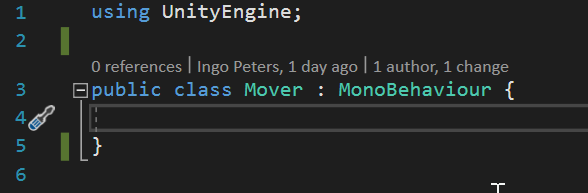 1 using UnityEngine;
2
0 references | Ingo Peters, 1 day ago | 1 author, 1 change
3 public class Mover : MonoBehaviour {
4
5 }
6